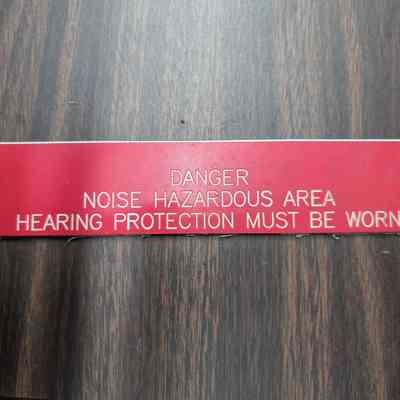 DANGER
NOISE HAZARDOUS AREA
HEARING PROTECTION MUST BE WORN